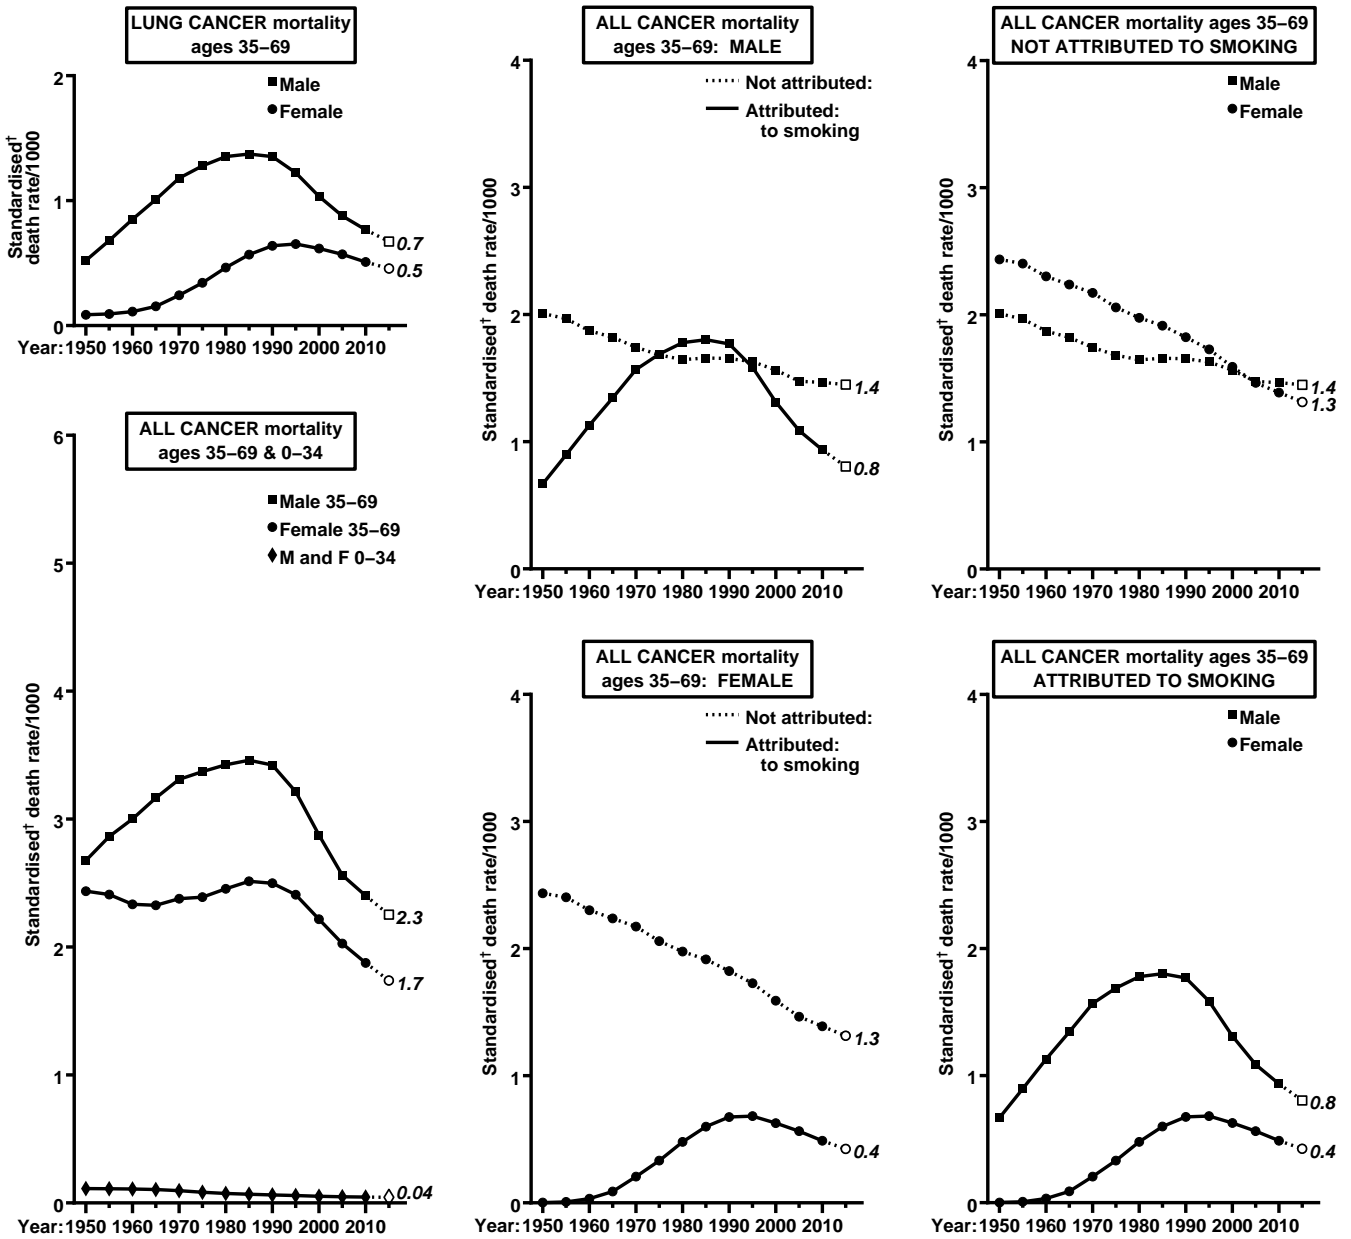 LUNG CANCER mortality
ages 35–69
Male
Female
Standardised†
death rate/1000
2
1
0
Year: 1950 1960 1970 1980 1990 2000 2010
0.7
0.5
ALL CANCER mortality
ages 35–69 & 0–34
Male 35–69
Female 35–69
M and F 0–34
Standardised† death rate/1000
6
5
4
3
2
1
0
Year: 1950 1960 1970 1980 1990 2000 2010
2.3
1.7
0.04
ALL CANCER mortality
ages 35–69: MALE
Not attributed:
Attributed:
to smoking
Standardised† death rate/1000
4
3
2
1
0
Year: 1950 1960 1970 1980 1990 2000 2010
1.4
0.8
ALL CANCER mortality
ages 35–69: FEMALE
Not attributed:
Attributed:
to smoking
Standardised† death rate/1000
4
3
2
1
0
Year: 1950 1960 1970 1980 1990 2000 2010
1.3
0.4
ALL CANCER mortality ages 35–69
NOT ATTRIBUTED TO SMOKING
Male
Female
Standardised† death rate/1000
4
3
2
1
0
Year: 1950 1960 1970 1980 1990 2000 2010
1.4
1.3
ALL CANCER mortality ages 35–69
ATTRIBUTED TO SMOKING
Male
Female
Standardised† death rate/1000
4
3
2
1
0
Year: 1950 1960 1970 1980 1990 2000 2010
0.8
0.4